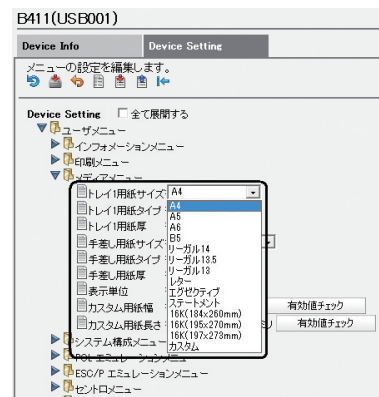 B411(USB001)
Device Info Device Setting
メニューの設定を編集します。
Device Setting 全て展開する
ユーザメニュー
インフォメーションメニュー
印刷メニュー
メディアメニュー
トレイ1用紙サイズ A4
トレイ1用紙タイプ A4
A5
トレイ1用紙厚 A6
B5
手差し用紙サイズ リーガル14
手差し用紙タイプ リーガル13.5
リーガル13
手差し用紙厚 レター
表示単位 エグゼクティブ
ステートメント
カスタム用紙幅 16K(184x260mm) 有効値チェック
16K(195x270mm)
カスタム用紙長さ 16K(197x273mm) ミリ 有効値チェック
カスタム
システム構成メニュー
PCL エミュレーションメニュー
ESC/P エミュレーションメニュー
セントロメニュー